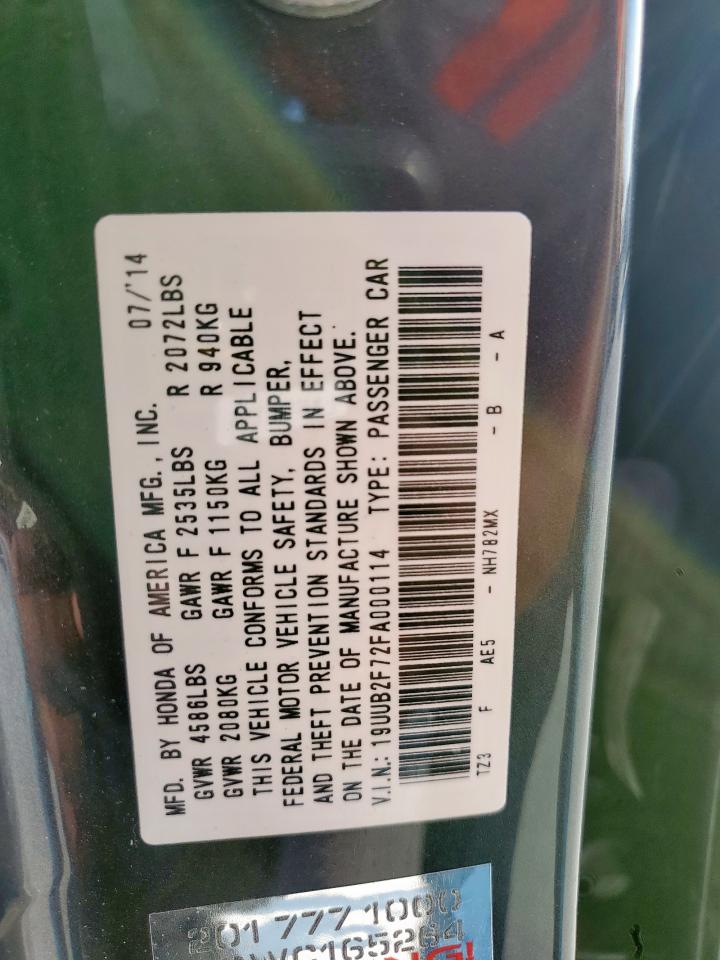 MFD. BY HONDA OF AMERICA MFG., INC. 07/'14
GVWR 4586LBS GAWR F 2535LBS R 2072LBS
GVWR 2080KG GAWR F 1150KG R 940KG
THIS VEHICLE CONFORMS TO ALL APPLICABLE
FEDERAL MOTOR VEHICLE SAFETY, BUMPER,
AND THEFT PREVENTION STANDARDS IN EFFECT
ON THE DATE OF MANUFACTURE SHOWN ABOVE.
V.I.N.: 19UUB2F72FA000114 TYPE: PASSENGER CAR
TZ3 F AE5 - NH782MX - B - A
201 7771000